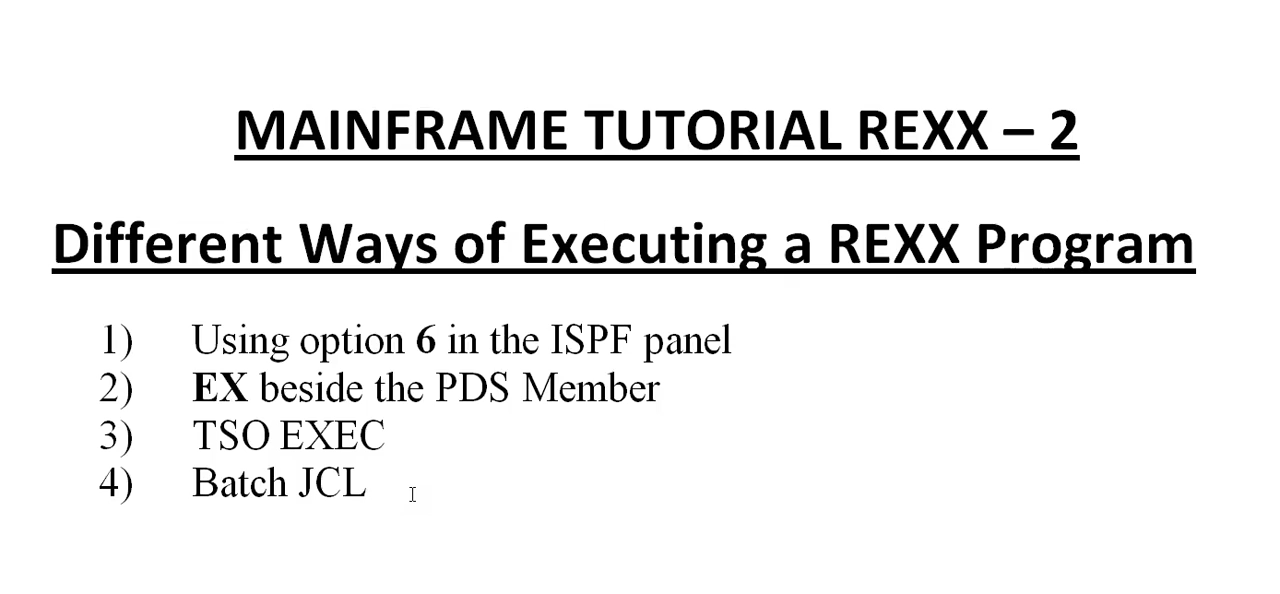 MAINFRAME TUTORIAL REXX – 2
Different Ways of Executing a REXX Program
1) Using option 6 in the ISPF panel
2) EX beside the PDS Member
3) TSO EXEC
4) Batch JCL